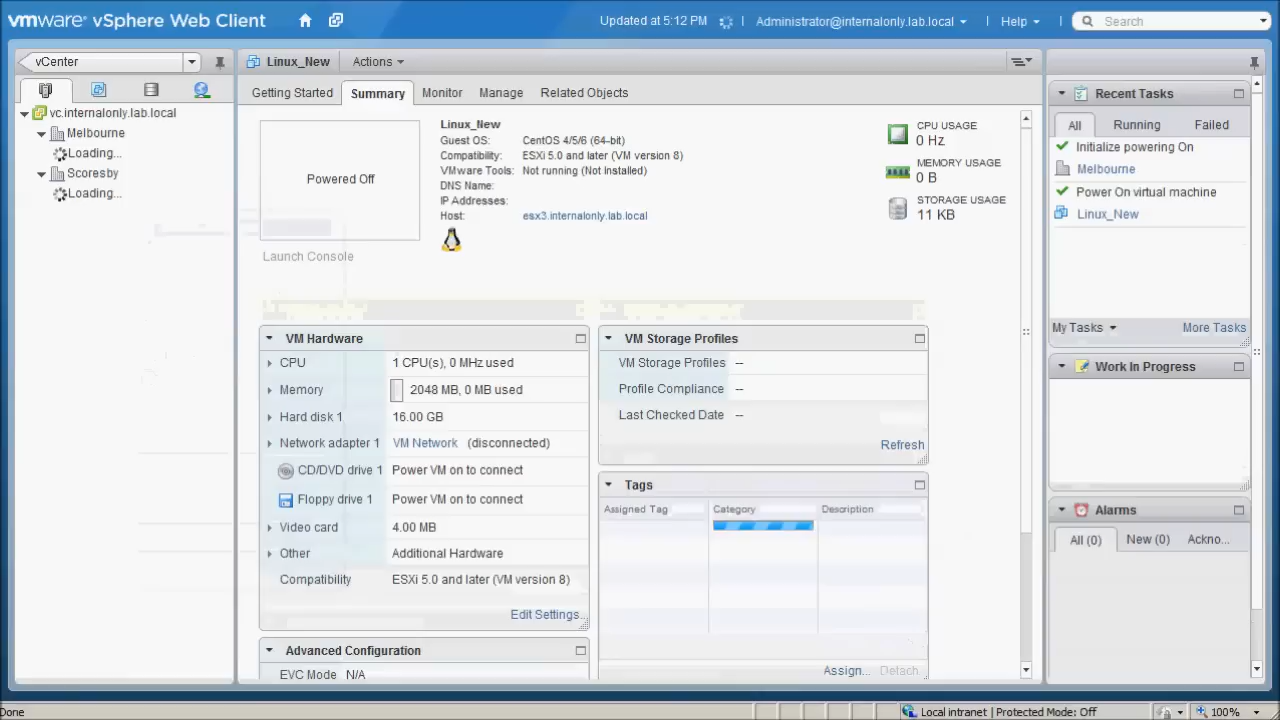 vmware vSphere Web Client
Updated at 5:12 PM
Administrator@internalonly.lab.local
Help
Search
vCenter
vc.internalonly.lab.local
Melbourne
Loading...
Scoresby
Loading...
Linux_New
Actions
Getting Started
Summary
Monitor
Manage
Related Objects
Powered Off
Launch Console
Linux_New
Guest OS: CentOS 4/5/6 (64-bit)
Compatibility: ESXi 5.0 and later (VM version 8)
VMware Tools: Not running (Not Installed)
DNS Name:
IP Addresses:
Host: esx3.internalonly.lab.local
CPU USAGE
0 Hz
MEMORY USAGE
0 B
STORAGE USAGE
11 KB
VM Hardware
CPU 1 CPU(s), 0 MHz used
Memory 2048 MB, 0 MB used
Hard disk 1 16.00 GB
Network adapter 1 VM Network (disconnected)
CD/DVD drive 1 Power VM on to connect
Floppy drive 1 Power VM on to connect
Video card 4.00 MB
Other Additional Hardware
Compatibility ESXi 5.0 and later (VM version 8)
Edit Settings...
Advanced Configuration
EVC Mode N/A
VM Storage Profiles
VM Storage Profiles --
Profile Compliance --
Last Checked Date --
Refresh
Tags
Assigned Tag Category Description
Assign... Detach
Recent Tasks
All Running Failed
Initialize powering On
Melbourne
Power On virtual machine
Linux_New
My Tasks More Tasks
Work In Progress
Alarms
All (0) New (0) Ackno...
Done
Local intranet | Protected Mode: Off
100%